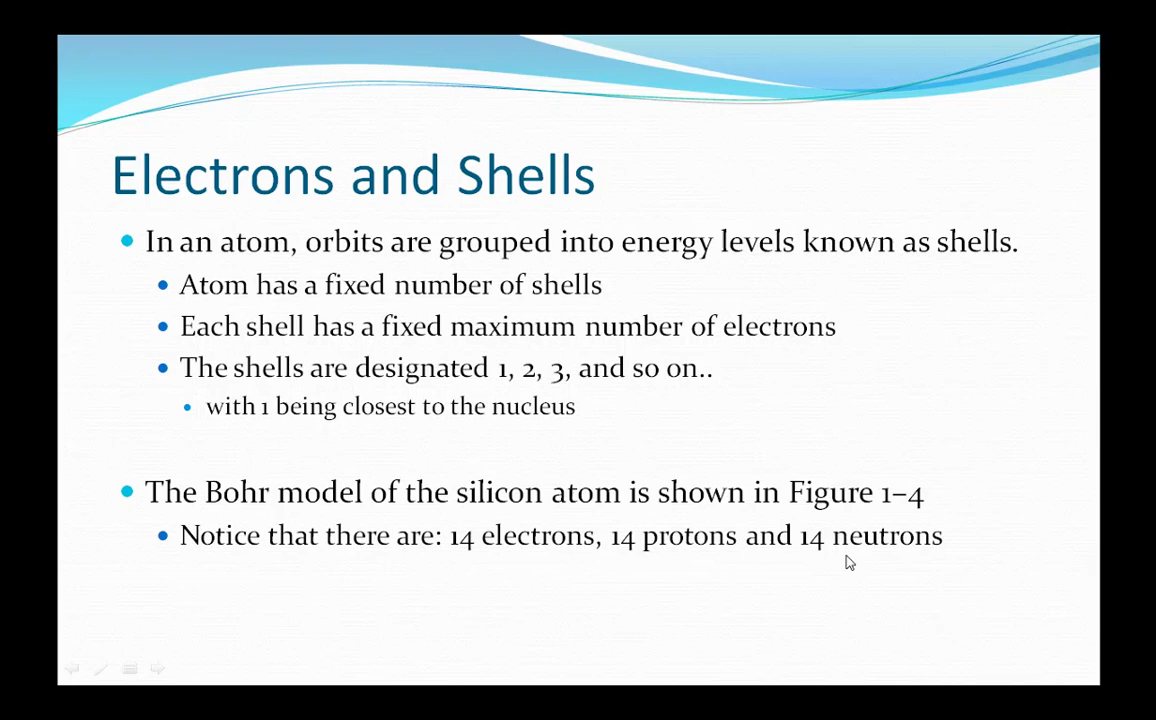 Electrons and Shells
In an atom, orbits are grouped into energy levels known as shells.
Atom has a fixed number of shells
Each shell has a fixed maximum number of electrons
The shells are designated 1, 2, 3, and so on..
with 1 being closest to the nucleus
The Bohr model of the silicon atom is shown in Figure 1–4
Notice that there are: 14 electrons, 14 protons and 14 neutrons